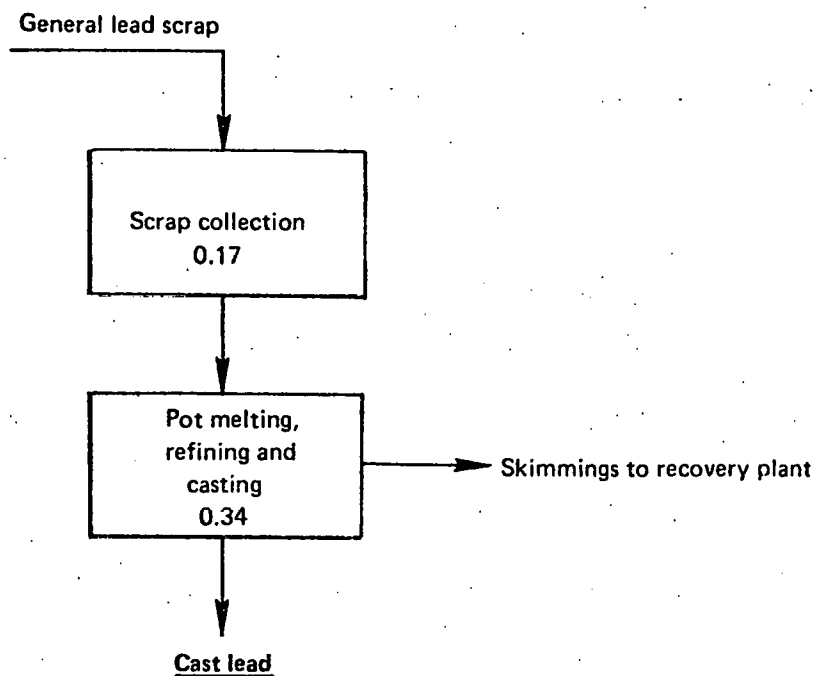 General lead scrap
Scrap collection
0.17
Pot melting,
refining and
casting
0.34
Skimmings to recovery plant
Cast lead